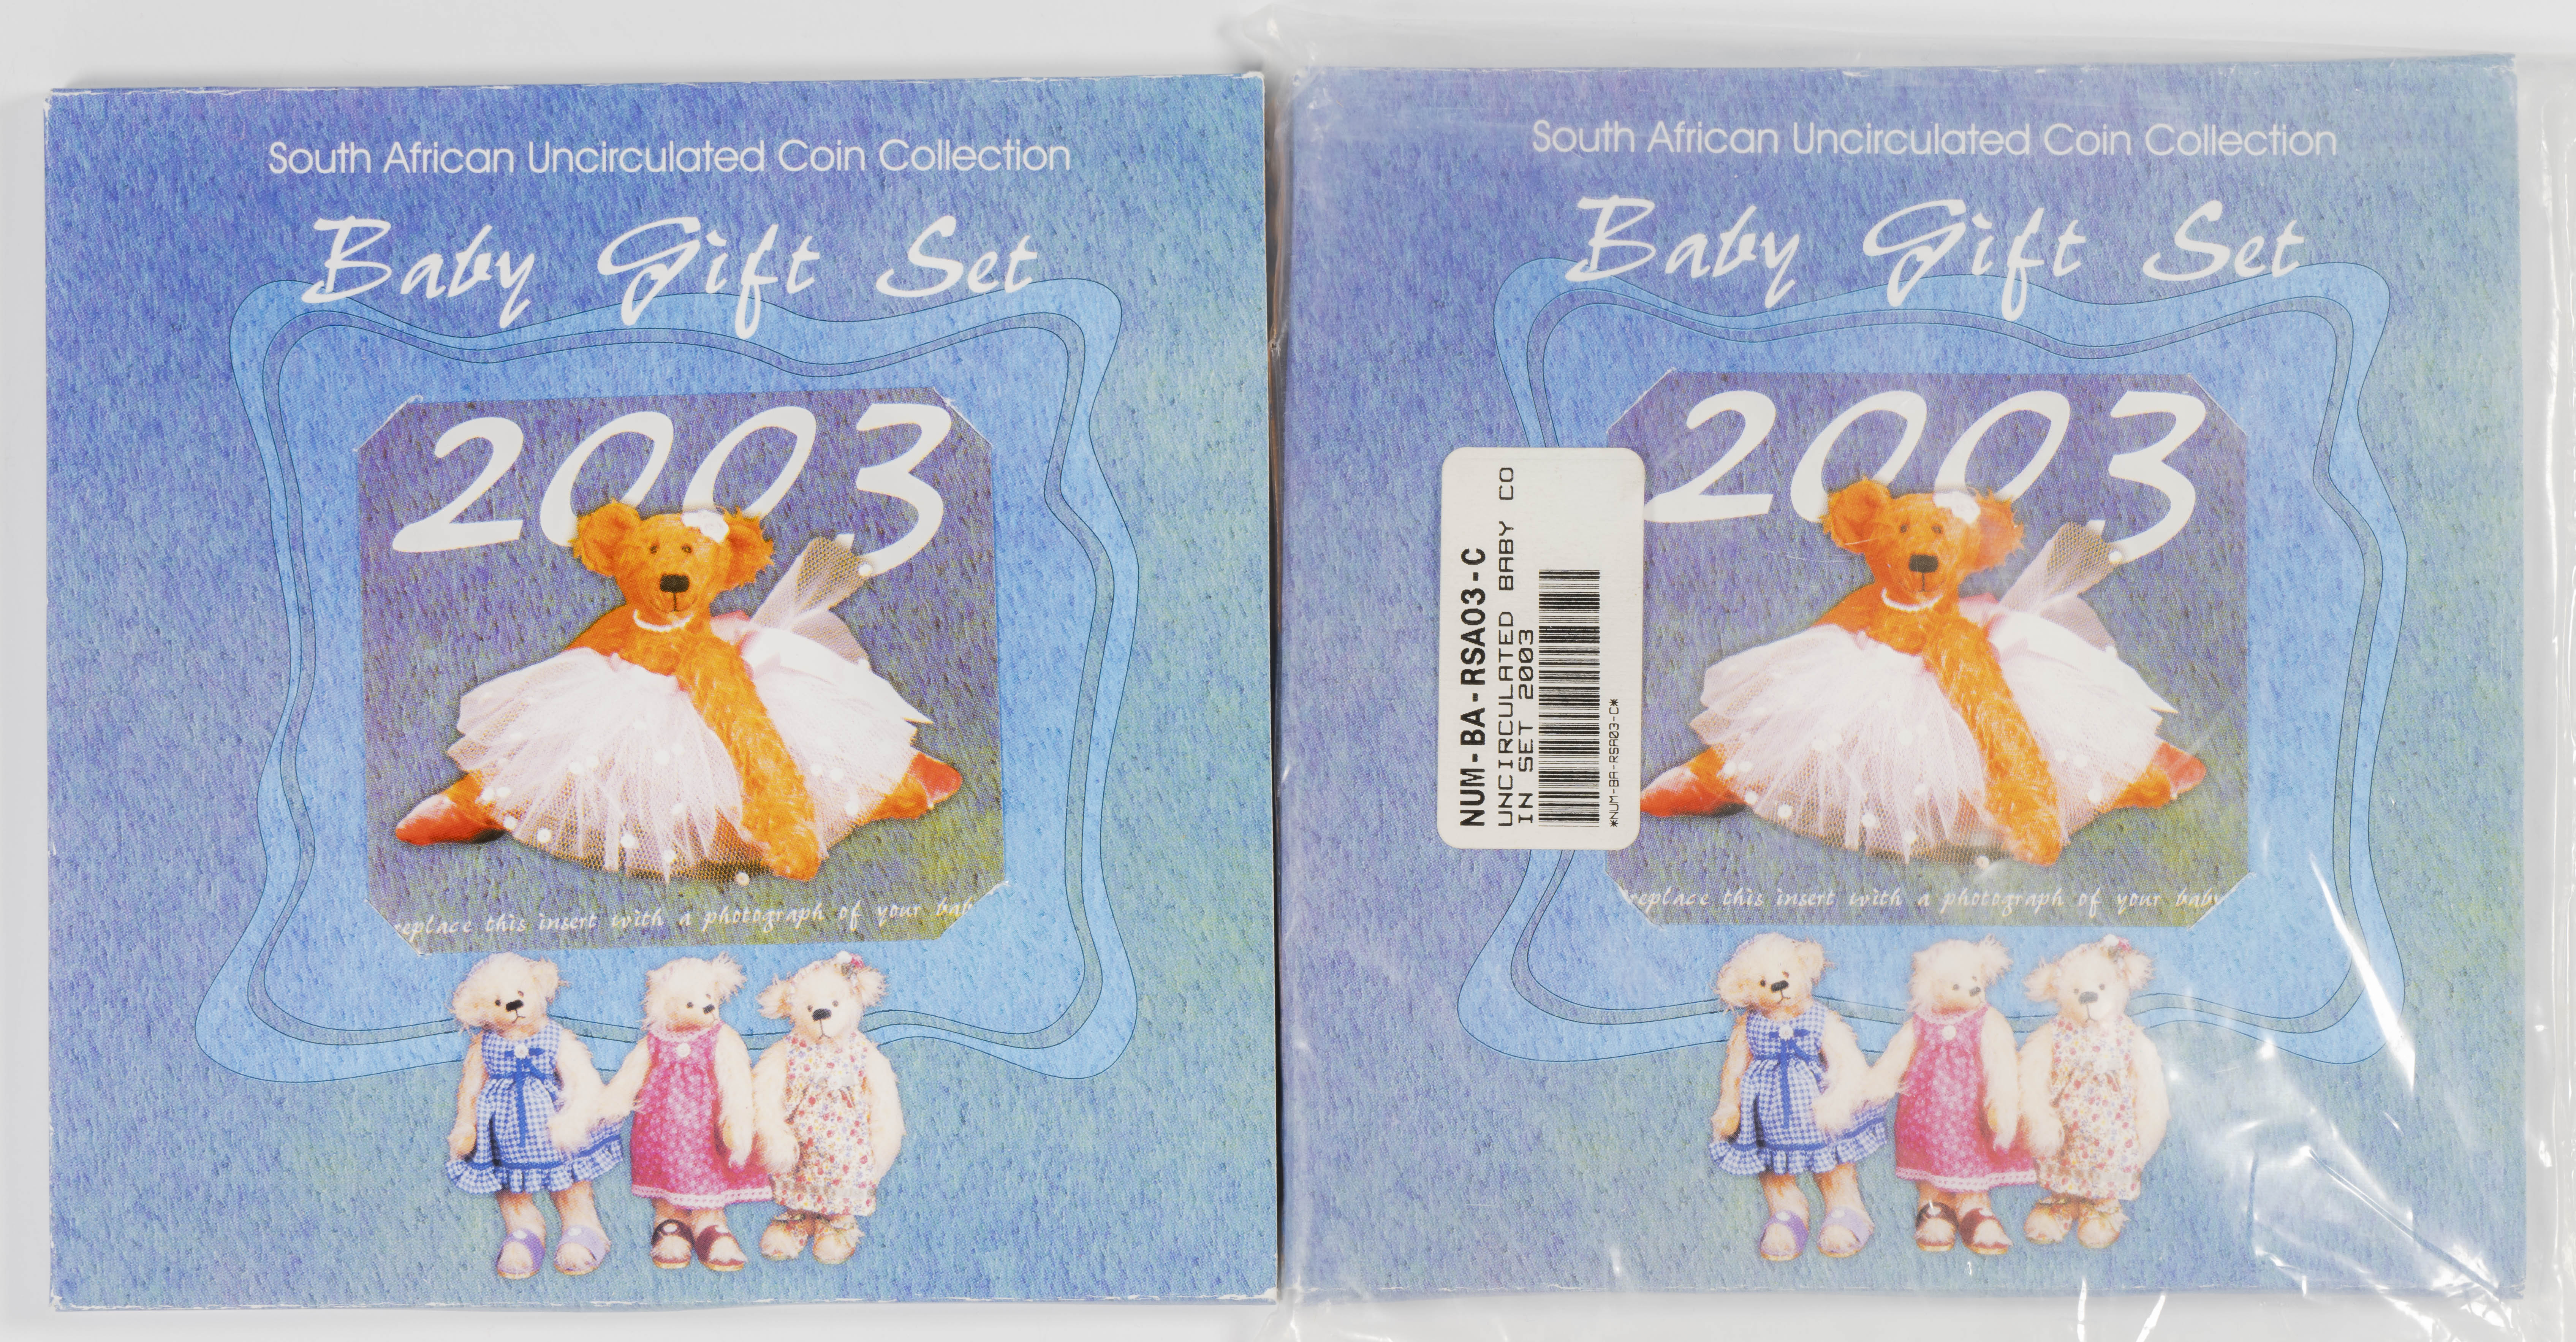 South African Uncirculated Coin Collection
Baby Gift Set
2003
replace this insert with a photograph of your bab
South African Uncirculated Coin Collection
Baby Gift Set
2003
NUM-BA-RSA03-C
UNCIRCULATED BABY CO
IN SET 2003
*NUM-BA-RSA03-C*
replace this insert with a photograph of your baby